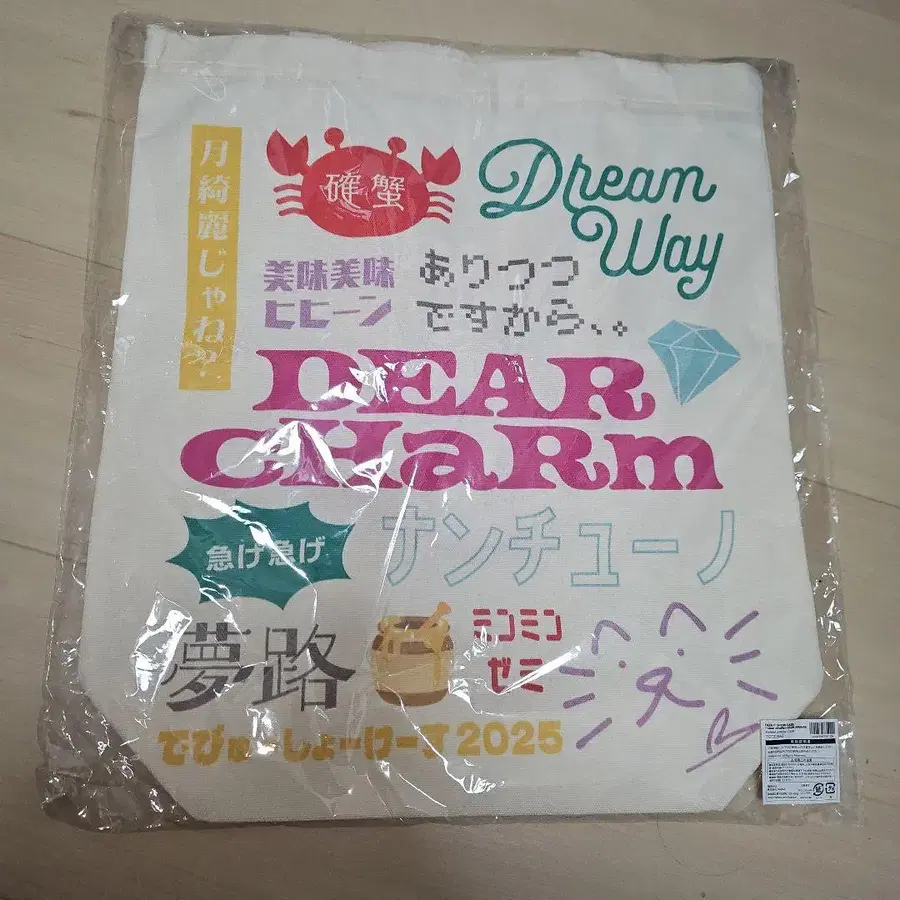 月綺麗じゃね?
確蟹
Dream
Way
美味美味
ヒヒーン
ありつつ
ですから、。
DEAR
CHaRm
急げ急げ
ナンチューノ
夢路
ミンミン
ゼミ
でびゅーしょーけーす2025